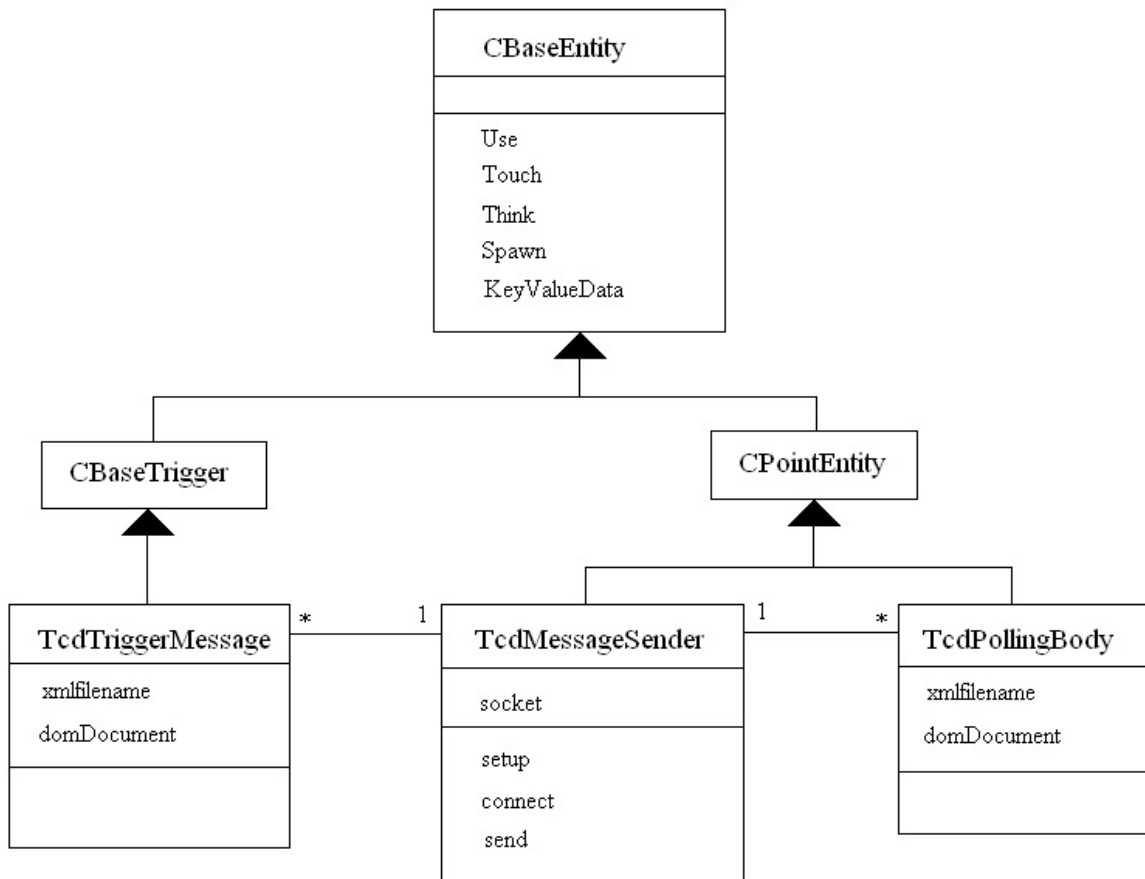 CBaseEntity
Use
Touch
Think
Spawn
KeyValueData
CBaseTrigger
CPointEntity
TcdTriggerMessage
xmlfilename
domDocument
* 1
TcdMessageSender
socket
setup
connect
send
1 *
TcdPollingBody
xmlfilename
domDocument